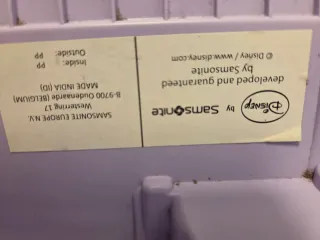 Disney by Samsonite
developed and guaranteed
by Samsonite
© Disney / www.disney.com
SAMSONITE EUROPE N.V.
Westerring 17
B-9700 Oudenaarde (BELGIUM)
MADE INDIA (ID)
Inside: PP
Outside: PP